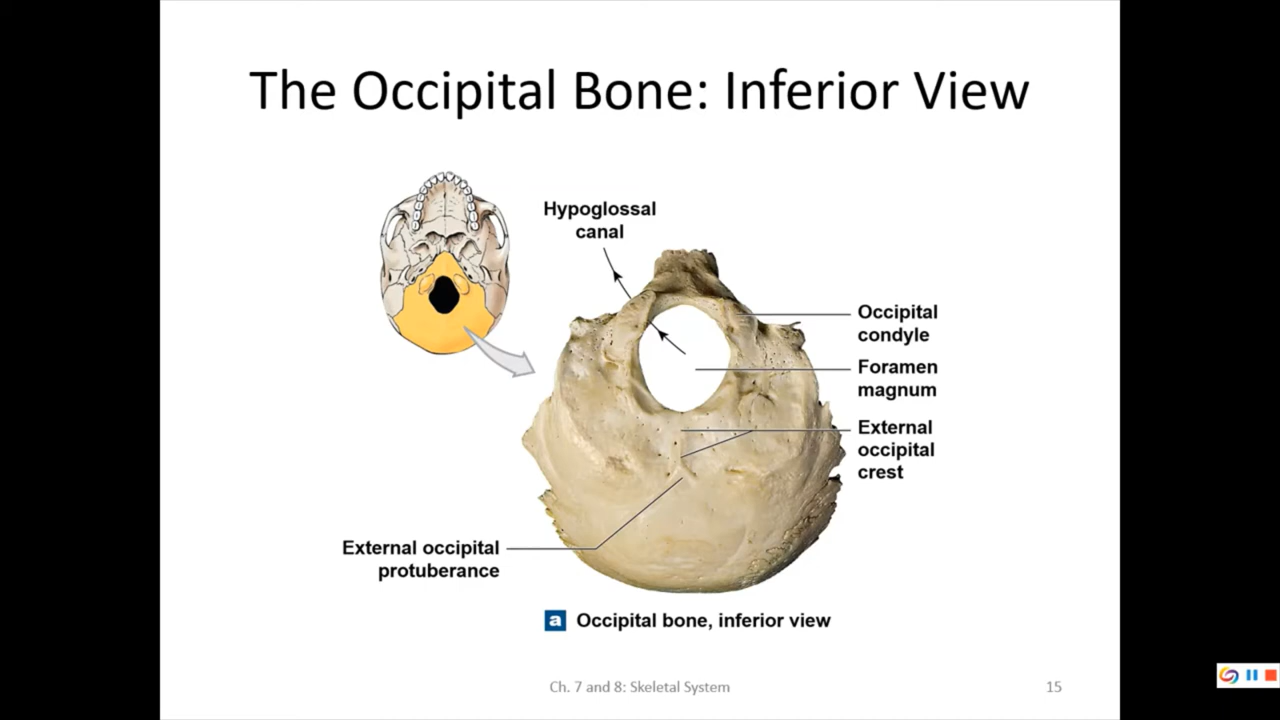 The Occipital Bone: Inferior View
Hypoglossal
canal
Occipital
condyle
Foramen
magnum
External
occipital
crest
External occipital
protuberance
a Occipital bone, inferior view
Ch. 7 and 8: Skeletal System
15